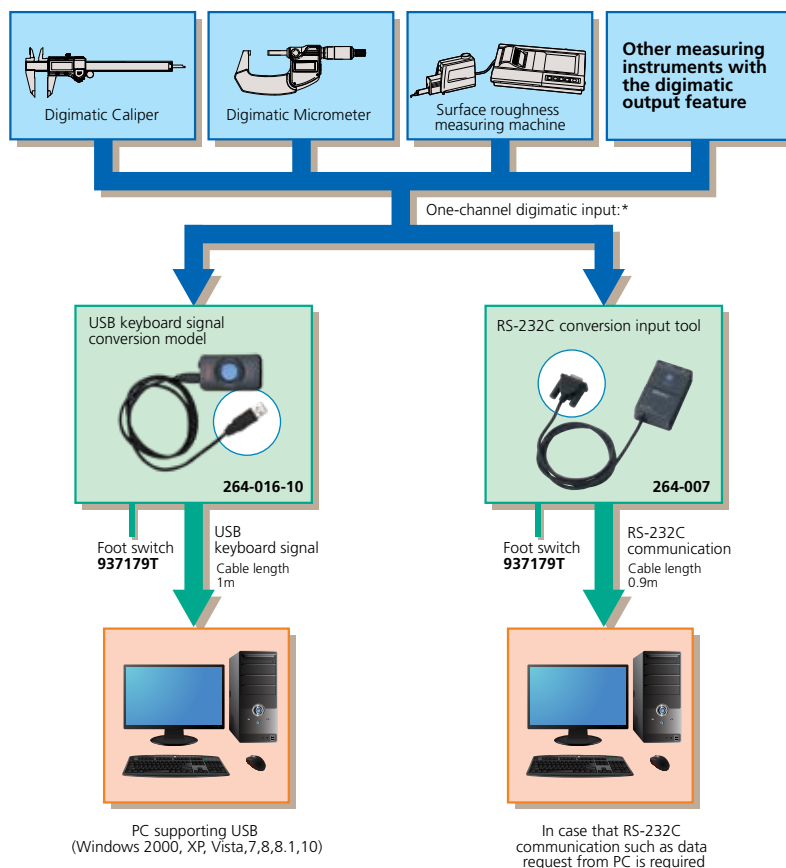 Digimatic Caliper
Digimatic Micrometer
Surface roughness
measuring machine
Other measuring
instruments with
the digimatic
output feature
One-channel digimatic input:*
USB keyboard signal
conversion model
264-016-10
RS-232C conversion input tool
264-007
Foot switch
937179T
USB
keyboard signal
Cable length
1m
Foot switch
937179T
RS-232C
communication
Cable length
0.9m
PC supporting USB
(Windows 2000, XP, Vista,7,8,8.1,10)
In case that RS-232C
communication such as data
request from PC is required